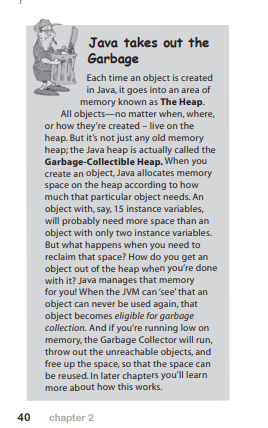 Java takes out the
Garbage
Each time an object is created
in Java, it goes into an area of
memory known as The Heap.
All objects—no matter when, where,
or how they're created – live on the
heap. But it's not just any old memory
heap; the Java heap is actually called the
Garbage-Collectible Heap. When you
create an object, Java allocates memory
space on the heap according to how
much that particular object needs. An
object with, say, 15 instance variables,
will probably need more space than an
object with only two instance variables.
But what happens when you need to
reclaim that space? How do you get an
object out of the heap when you're done
with it? Java manages that memory
for you! When the JVM can 'see' that an
object can never be used again, that
object becomes eligible for garbage
collection. And if you're running low on
memory, the Garbage Collector will run,
throw out the unreachable objects, and
free up the space, so that the space can
be reused. In later chapters you'll learn
more about how this works.
40 chapter 2